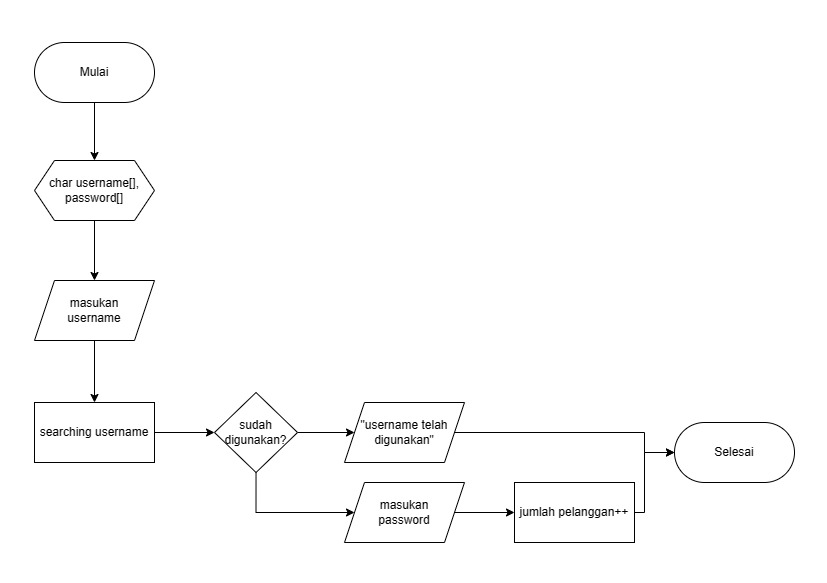 Mulai
char username[],
password[]
masukan
username
searching username
sudah
digunakan?
"username telah
digunakan"
masukan
password
jumlah pelanggan++
Selesai